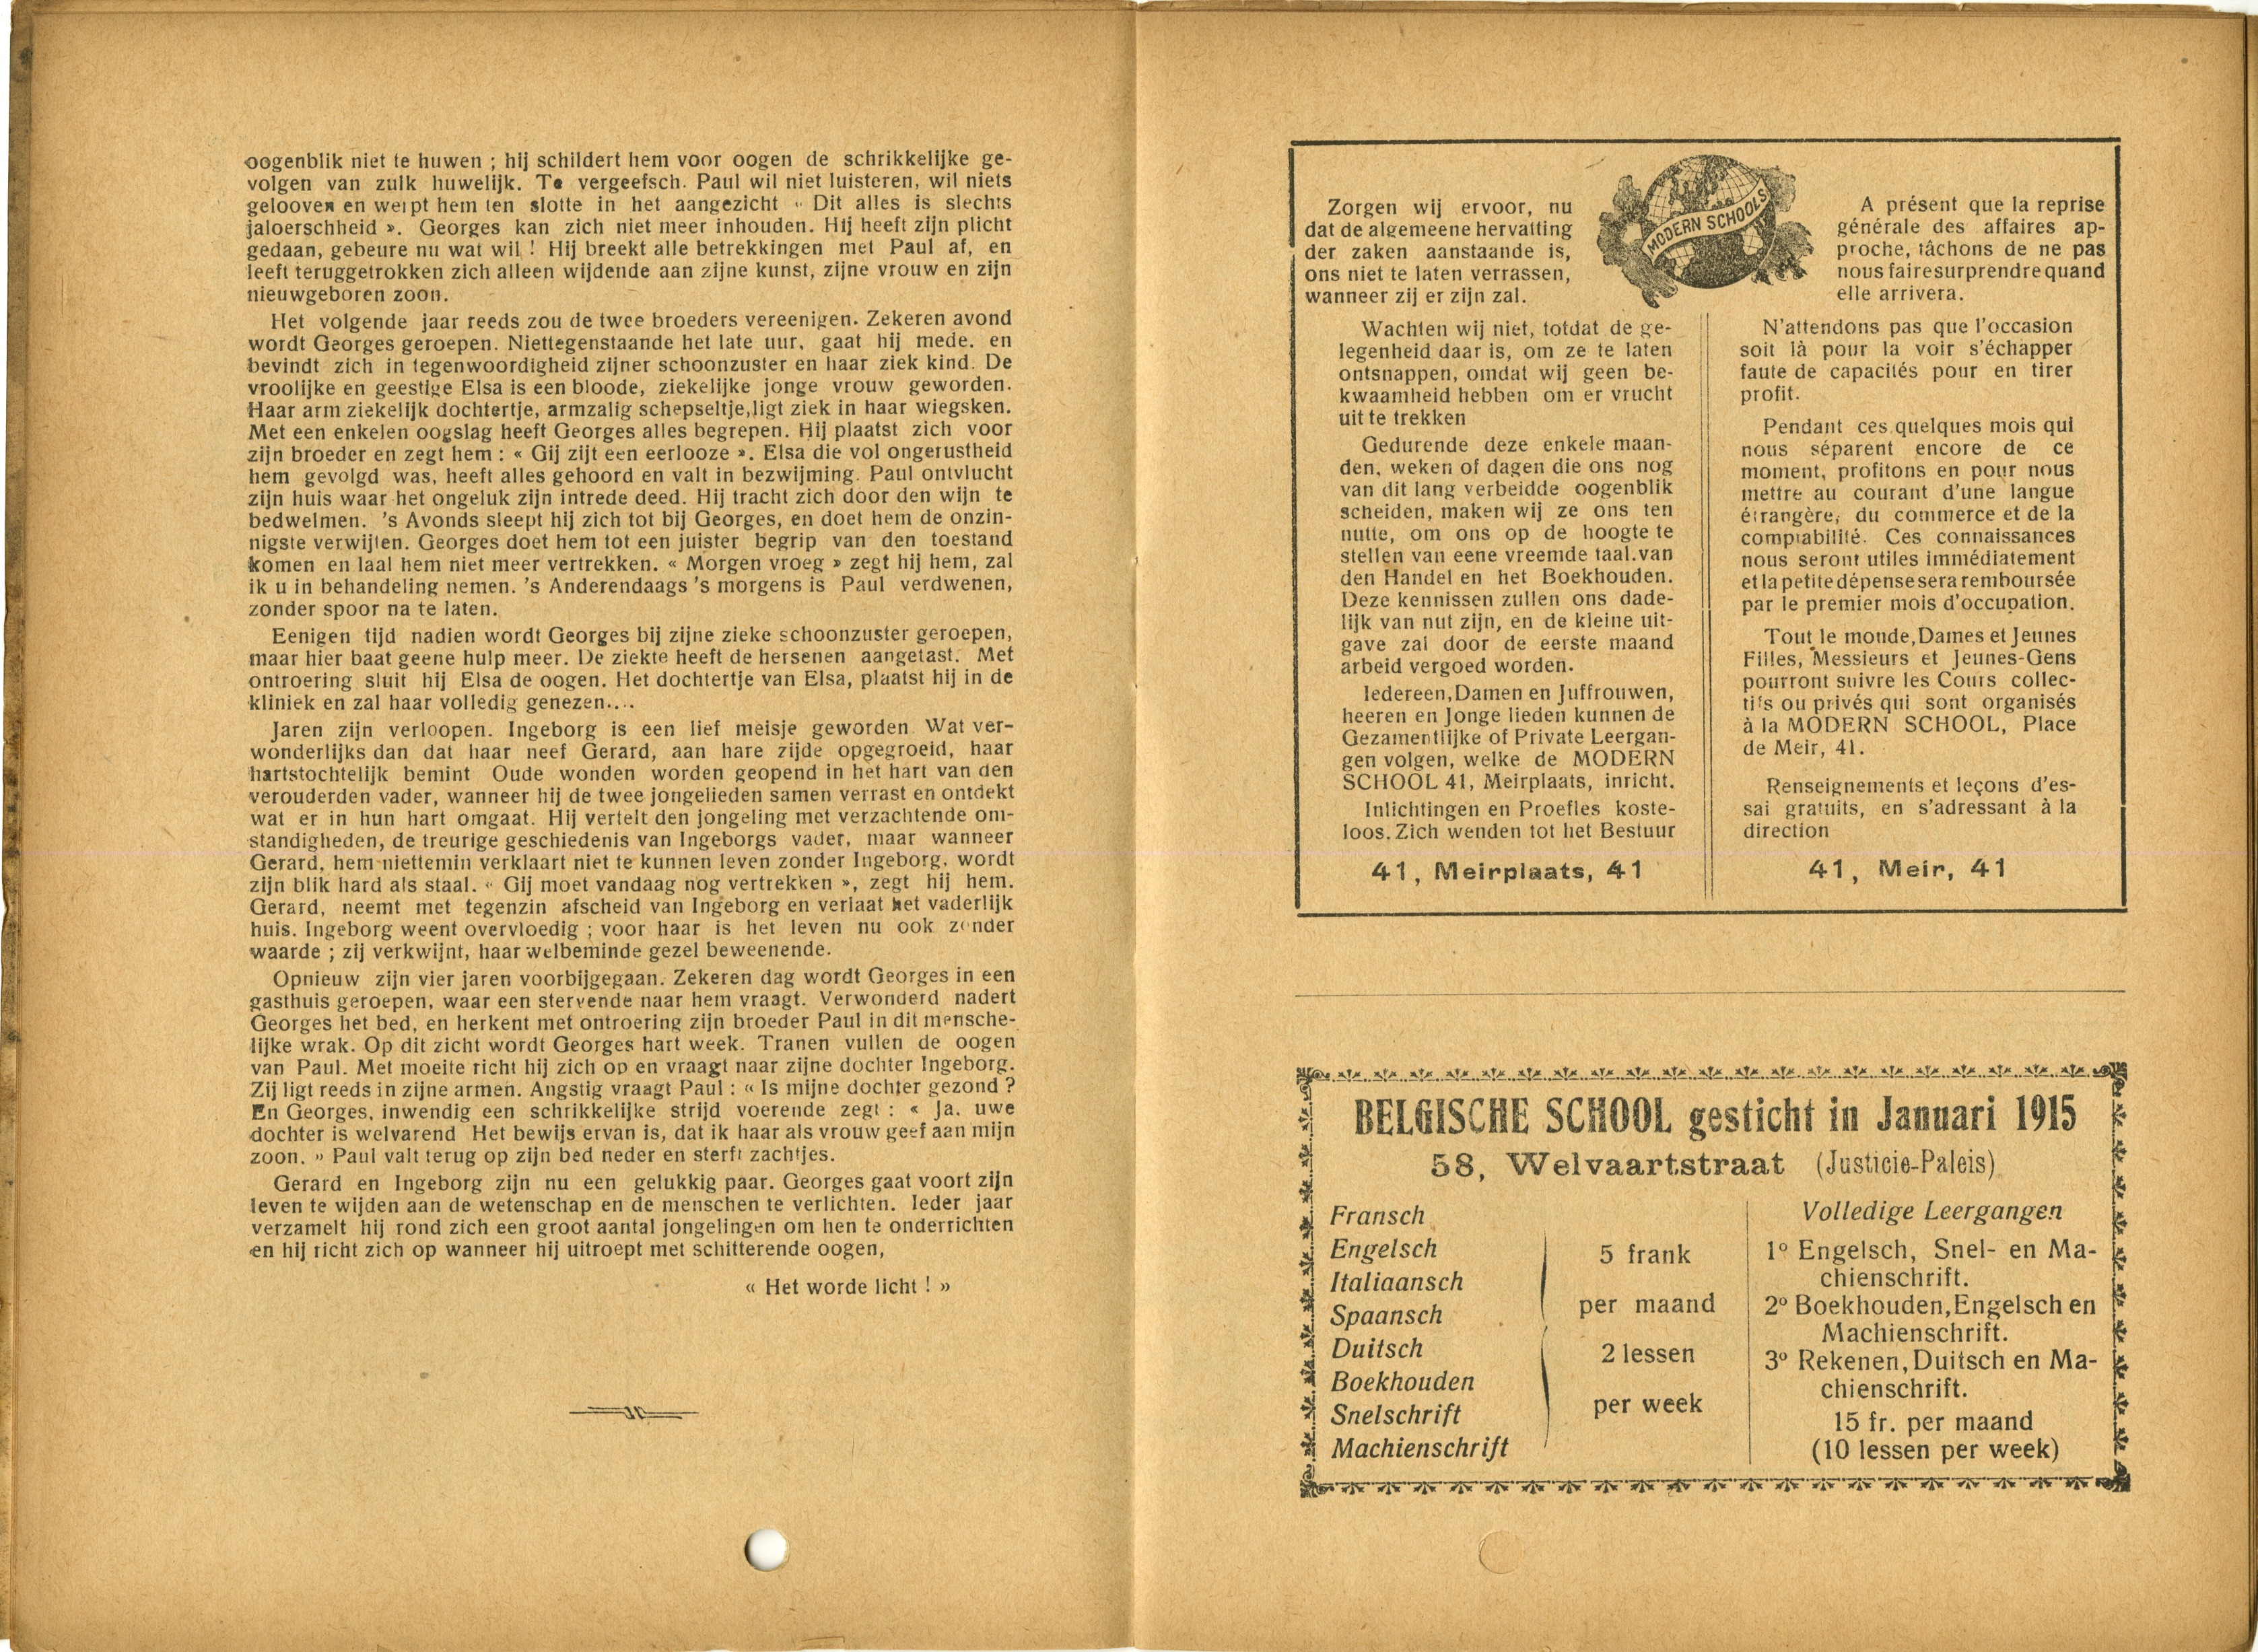 oogenblik niet te huwen ; hij schildert hem voor oogen de schrikkelijke ge-
volgen van zulk huwelijk. Te vergeefsch. Paul wil niet luisteren, wil niets
gelooven en werpt hem ten slotte in het aangezicht « Dit alles is slechts
jaloerschheid ». Georges kan zich niet meer inhouden. Hij heeft zijn plicht
gedaan, gebeure nu wat wil ! Hij breekt alle betrekkingen met Paul af, en
leeft teruggetrokken zich alleen wijdende aan zijne kunst, zijne vrouw en zijn
nieuwgeboren zoon.
Het volgende jaar reeds zou de twee broeders vereenigen. Zekeren avond
wordt Georges geroepen. Niettegenstaande het late uur, gaat hij mede. en
bevindt zich in tegenwoordigheid zijner schoonzuster en haar ziek kind. De
vroolijke en geestige Elsa is een bloode, ziekelijke jonge vrouw geworden.
Haar arm ziekelijk dochtertje, armzalig schepseltje,ligt ziek in haar wiegsken.
Met een enkelen oogslag heeft Georges alles begrepen. Hij plaatst zich voor
zijn broeder en zegt hem : « Gij zijt een eerlooze ». Elsa die vol ongerustheid
hem gevolgd was, heeft alles gehoord en valt in bezwijming. Paul ontvlucht
zijn huis waar het ongeluk zijn intrede deed. Hij tracht zich door den wijn te
bedwelmen. 's Avonds sleept hij zich tot bij Georges, en doet hem de onzin-
nigste verwijten. Georges doet hem tot een juister begrip van den toestand
komen en laat hem niet meer vertrekken. « Morgen vroeg » zegt hij hem, zal
ik u in behandeling nemen. 's Anderendaags 's morgens is Paul verdwenen,
zonder spoor na te laten.
Eenigen tijd nadien wordt Georges bij zijne zieke schoonzuster geroepen,
maar hier baat geene hulp meer. De ziekte heeft de hersenen aangetast. Met
ontroering sluit hij Elsa de oogen. Het dochtertje van Elsa, plaatst hij in de
kliniek en zal haar volledig genezen....
Jaren zijn verloopen. Ingeborg is een lief meisje geworden. Wat ver-
wonderlijks dan dat haar neef Gerard, aan hare zijde opgegroeid, haar
hartstochtelijk bemint Oude wonden worden geopend in het hart van den
verouderden vader, wanneer hij de twee jongelieden samen verrast en ontdekt
wat er in hun hart omgaat. Hij vertelt den jongeling met verzachtende om-
standigheden, de treurige geschiedenis van Ingeborgs vader, maar wanneer
Gerard, hem niettemin verklaart niet te kunnen leven zonder Ingeborg, wordt
zijn blik hard als staal. « Gij moet vandaag nog vertrekken », zegt hij hem.
Gerard, neemt met tegenzin afscheid van Ingeborg en verlaat het vaderlijk
huis. Ingeborg weent overvloedig ; voor haar is het leven nu ook zonder
waarde ; zij verkwijnt, haar welbeminde gezel beweenende.
Opnieuw zijn vier jaren voorbijgegaan. Zekeren dag wordt Georges in een
gasthuis geroepen, waar een stervende naar hem vraagt. Verwonderd nadert
Georges het bed, en herkent met ontroering zijn broeder Paul in dit mensche-
lijke wrak. Op dit zicht wordt Georges hart week. Tranen vullen de oogen
van Paul. Met moeite richt hij zich op en vraagt naar zijne dochter Ingeborg.
Zij ligt reeds in zijne armen. Angstig vraagt Paul : « Is mijne dochter gezond ?
En Georges, inwendig een schrikkelijke strijd voerende zegt : « Ja. uwe
dochter is welvarend Het bewijs ervan is, dat ik haar als vrouw geef aan mijn
zoon. » Paul valt terug op zijn bed neder en sterft zachtjes.
Gerard en Ingeborg zijn nu een gelukkig paar. Georges gaat voort zijn
leven te wijden aan de wetenschap en de menschen te verlichten. Ieder jaar
verzamelt hij rond zich een groot aantal jongelingen om hen te onderrichten
en hij richt zich op wanneer hij uitroept met schitterende oogen,
« Het worde licht ! »
MODERN SCHOOLS
Zorgen wij ervoor, nu
dat de algemeene hervatting
der zaken aanstaande is,
ons niet te laten verrassen,
wanneer zij er zijn zal.
Wachten wij niet, totdat de ge-
legenheid daar is, om ze te laten
ontsnappen, omdat wij geen be-
kwaamheid hebben om er vrucht
uit te trekken
Gedurende deze enkele maan-
den, weken of dagen die ons nog
van dit lang verbeidde oogenblik
scheiden, maken wij ze ons ten
nutte, om ons op de hoogte te
stellen van eene vreemde taal.van
den Handel en het Boekhouden.
Deze kennissen zullen ons dade-
lijk van nut zijn, en de kleine uit-
gave zal door de eerste maand
arbeid vergoed worden.
Iedereen,Damen en Juffrouwen,
heeren en Jonge lieden kunnen de
Gezamentlijke of Private Leergan-
gen volgen, welke de MODERN
SCHOOL 41, Meirplaats, inricht.
Inlichtingen en Proefles koste-
loos. Zich wenden tot het Bestuur
41, Meirplaats, 41
A présent que la reprise
générale des affaires ap-
proche, tâchons de ne pas
nous faire surprendre quand
elle arrivera.
N'attendons pas que l'occasion
soit là pour la voir s'échapper
faute de capacités pour en tirer
profit.
Pendant ces quelques mois qui
nous séparent encore de ce
moment, profitons en pour nous
mettre au courant d'une langue
étrangère, du commerce et de la
comptabilité. Ces connaissances
nous seront utiles immédiatement
et la petite dépense sera remboursée
par le premier mois d'occupation.
Tout le monde,Dames et Jeunes
Filles, Messieurs et Jeunes-Gens
pourront suivre les Cours collec-
tifs ou privés qui sont organisés
à la MODERN SCHOOL, Place
de Meir, 41.
Renseignements et leçons d'es-
sai gratuits, en s'adressant à la
direction
41, Meir, 41
BELGISCHE SCHOOL gesticht in Januari 1915
58, Welvaartstraat (Justicie-Paleis)
Fransch
Engelsch
Italiaansch
Spaansch
Duitsch
Boekhouden
Snelschrift
Machienschrift
5 frank
per maand
2 lessen
per week
Volledige Leergangen
1º Engelsch, Snel- en Ma-
chienschrift.
2º Boekhouden,Engelsch en
Machienschrift.
3º Rekenen,Duitsch en Ma-
chienschrift.
15 fr. per maand
(10 lessen per week)